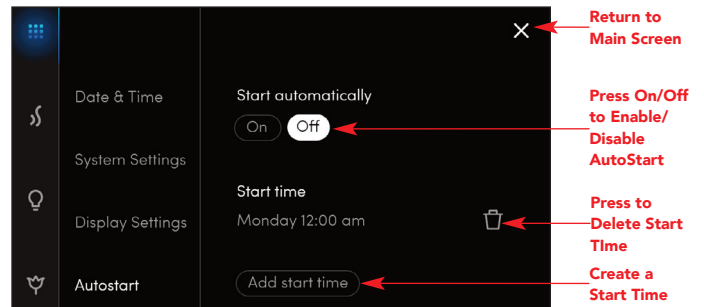 Return to
Main Screen
Date & Time
Start automatically
On Off
Press On/Off
to Enable/
Disable
AutoStart
System Settings
Start time
Monday 12:00 am
Display Settings
Press to
Delete Start
TIme
Autostart
Add start time
Create a
Start Time